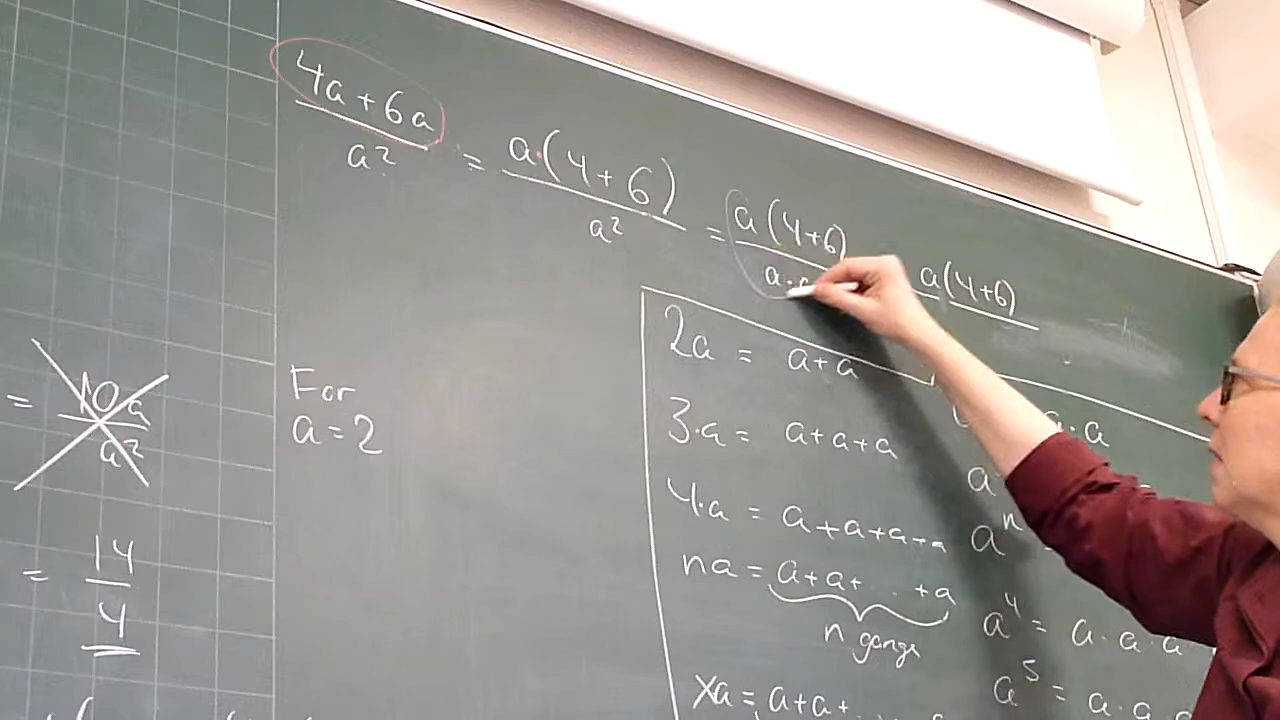 4a+6a / a² = a·(4+6) / a² = a(4+6) / a· a(4+6)
= 10a / a²
For
a=2
= 14 / 4
2a = a+a
3·a = a+a+a
·a
4·a = a+a+a+a
aⁿ
na = a+a+...+a
n gange
a⁴ = a·a·a
xa = a+a+
a⁵ = a·a